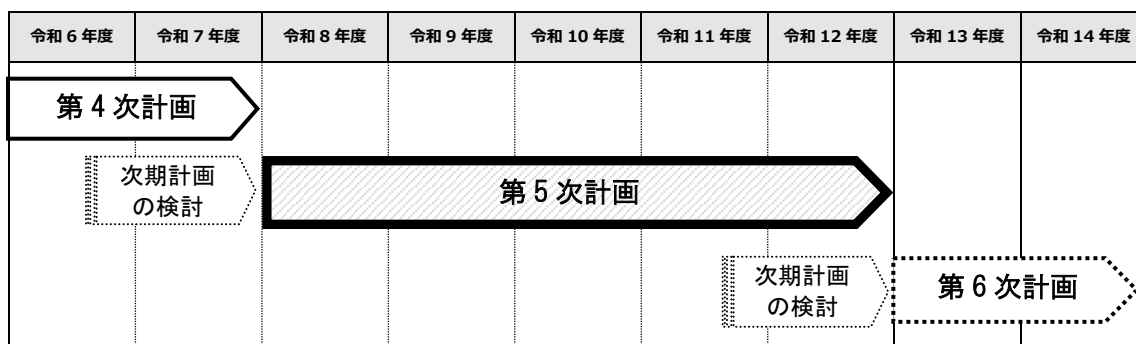 令和 6 年度 令和 7 年度 令和 8 年度 令和 9 年度 令和 10 年度 令和 11 年度 令和 12 年度 令和 13 年度 令和 14 年度
第 4 次計画
次期計画
の検討
第 5 次計画
次期計画
の検討
第 6 次計画